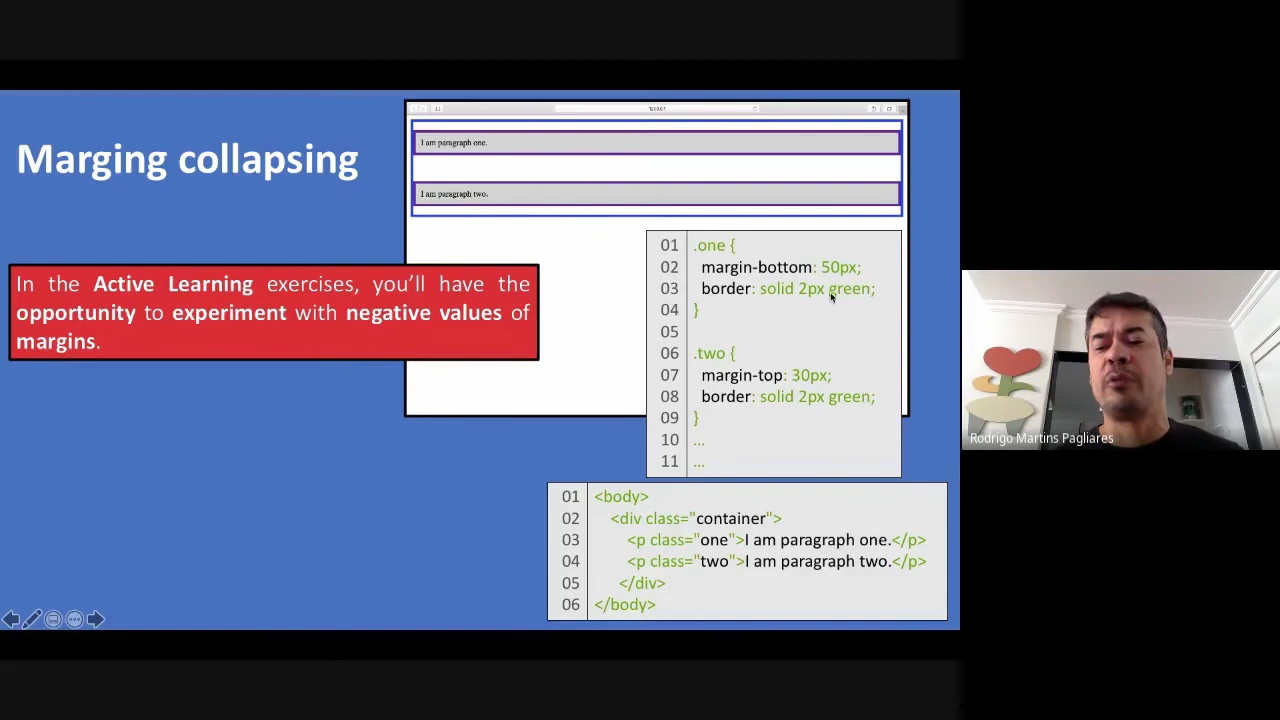 Marging collapsing
I am paragraph one.
I am paragraph two.
In the Active Learning exercises, you’ll have the
opportunity to experiment with negative values of
margins.
01 .one {
02 margin-bottom: 50px;
03 border: solid 2px green;
04 }
05
06 .two {
07 margin-top: 30px;
08 border: solid 2px green;
09 }
10 ...
11 ...
01 <body>
02 <div class="container">
03 <p class="one">I am paragraph one.</p>
04 <p class="two">I am paragraph two.</p>
05 </div>
06 </body>
Rodrigo Martins Pagliares